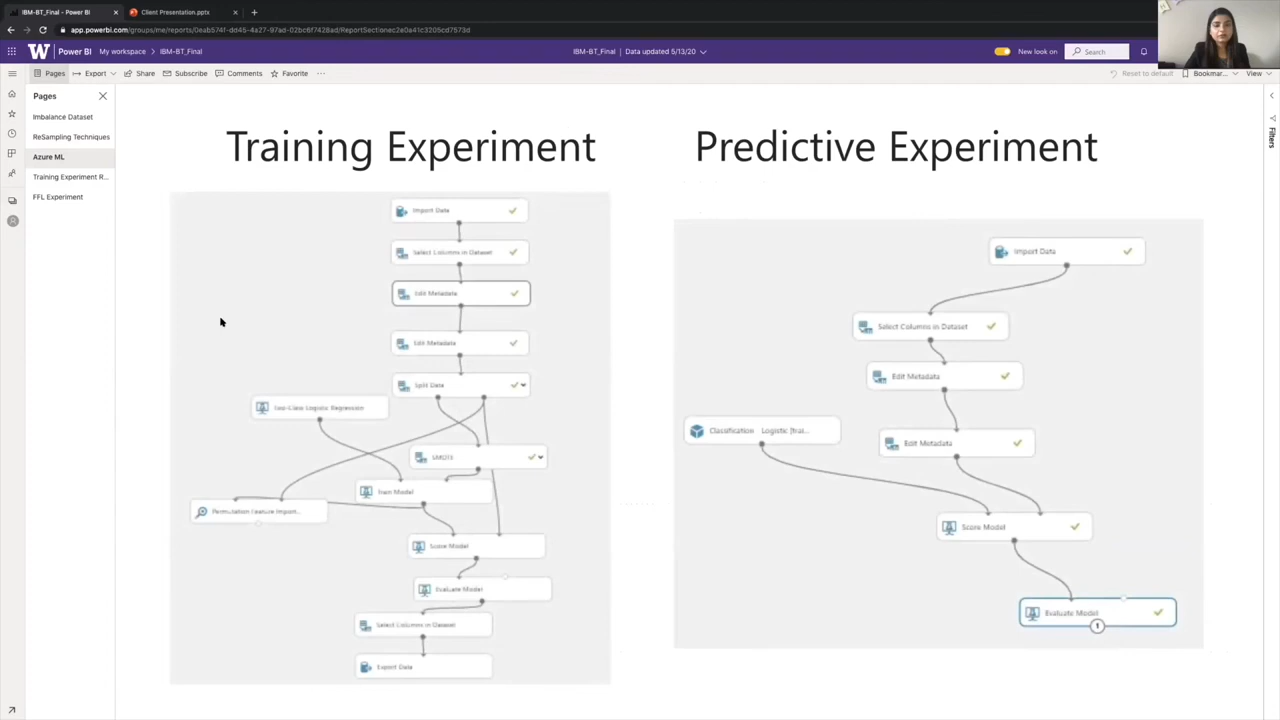 IBM-BT_Final - Power BI
Client Presentation.pptx
app.powerbi.com/groups/me/reports/0eab574f-dd45-4a27-97ad-02bc6f7428ad/ReportSectionec2e0a41c3205cd7573d
W Power BI My workspace IBM-BT_Final
IBM-BT_Final | Data updated 5/13/20
New look on
Search
Pages Export Share Subscribe Comments Favorite
Reset to default Bookmar... View
Pages
Imbalance Dataset
ReSampling Techniques
Azure ML
Training Experiment R...
FFL Experiment
Filters
Training Experiment
Import Data
Select Columns in Dataset
Edit Metadata
Edit Metadata
Split Data
Two-Class Logistic Regression
SMOTE
Train Model
Permutation Feature Import...
Score Model
Evaluate Model
Select Columns in Dataset
Export Data
Predictive Experiment
Import Data
Select Columns in Dataset
Edit Metadata
Classification Logistic [trai...
Edit Metadata
Score Model
Evaluate Model
1